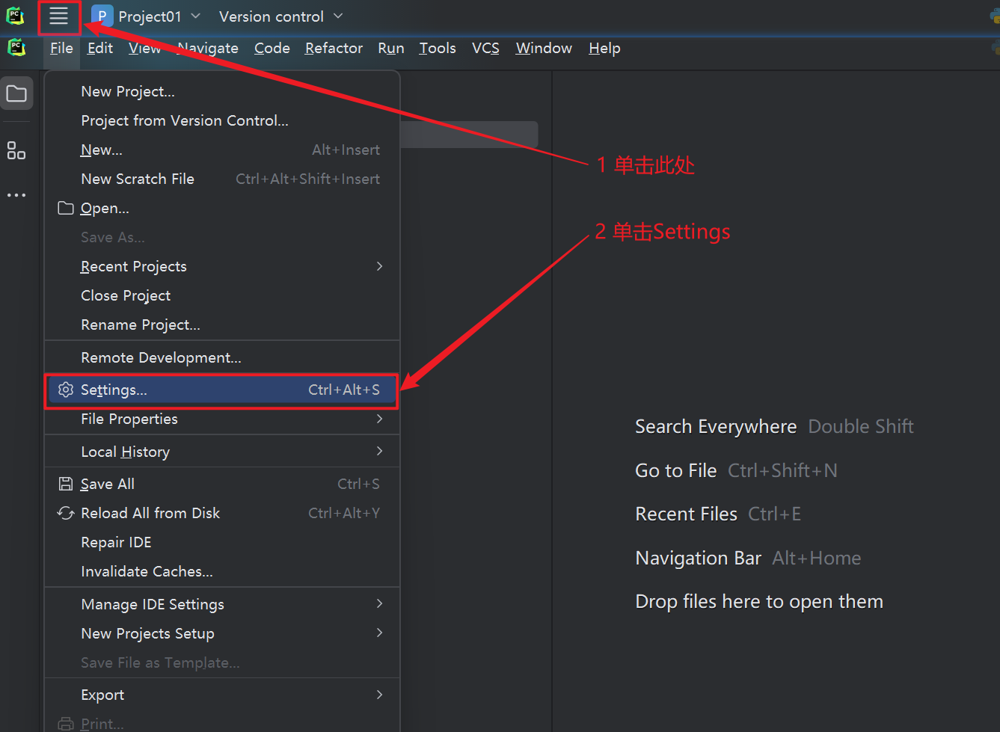 PC P Project01 Version control
PC File Edit View Navigate Code Refactor Run Tools VCS Window Help
New Project...
Project from Version Control...
New... Alt+Insert
New Scratch File Ctrl+Alt+Shift+Insert
Open...
Save As...
Recent Projects
Close Project
Rename Project...
Remote Development...
Settings... Ctrl+Alt+S
File Properties
Local History
Save All Ctrl+S
Reload All from Disk Ctrl+Alt+Y
Repair IDE
Invalidate Caches...
Manage IDE Settings
New Projects Setup
Save File as Template...
Export
Print...
1 单击此处
2 单击Settings
Search Everywhere Double Shift
Go to File Ctrl+Shift+N
Recent Files Ctrl+E
Navigation Bar Alt+Home
Drop files here to open them